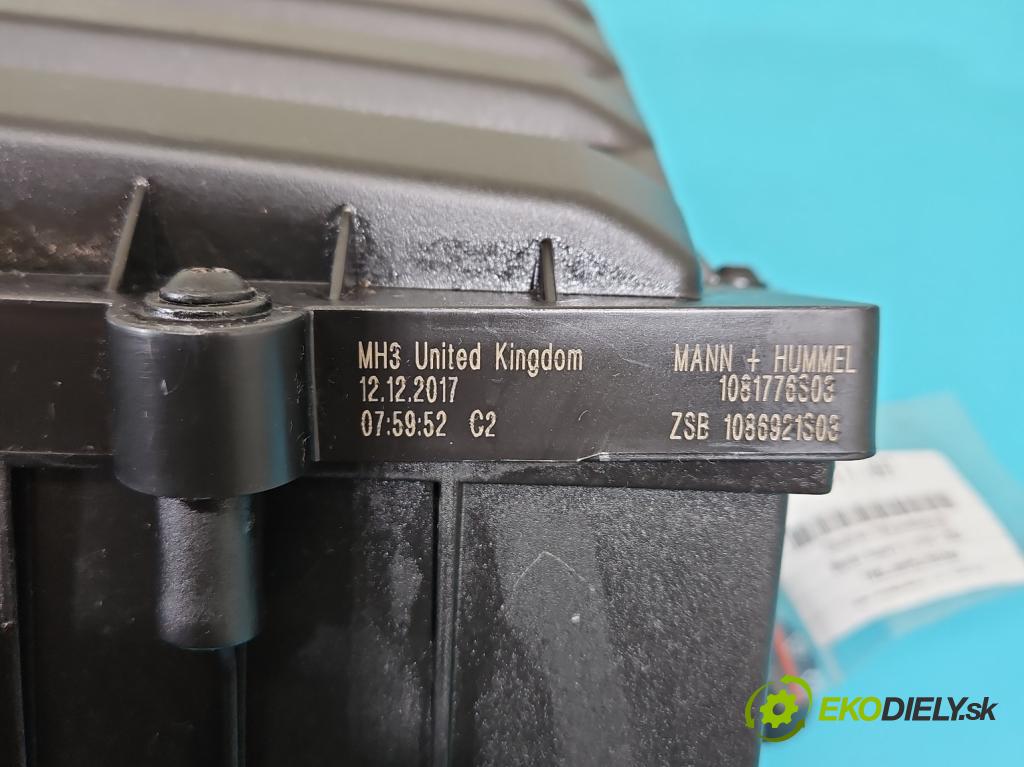 MH3 United Kingdom
12.12.2017
07:59:52 C2
MANN + HUMMEL
1081776S03
ZSB 1086921S03
EKODIELY.sk